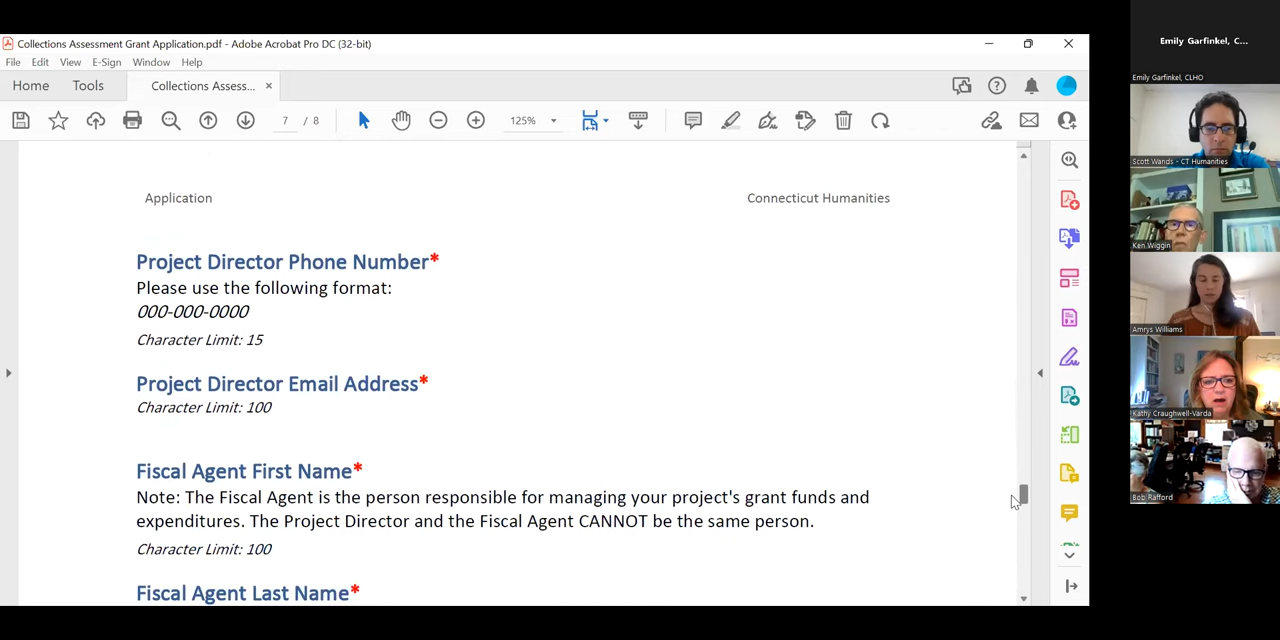 Collections Assessment Grant Application.pdf - Adobe Acrobat Pro DC (32-bit)
File Edit View E-Sign Window Help
Home Tools Collections Assess... ×
7 / 8 125%
Application Connecticut Humanities
Project Director Phone Number*
Please use the following format:
000-000-0000
Character Limit: 15
Project Director Email Address*
Character Limit: 100
Fiscal Agent First Name*
Note: The Fiscal Agent is the person responsible for managing your project's grant funds and
expenditures. The Project Director and the Fiscal Agent CANNOT be the same person.
Character Limit: 100
Fiscal Agent Last Name*
Emily Garfinkel, C...
Emily Garfinkel, CLHO
Scott Wands - CT Humanities
Ken Wiggin
Amrys Williams
Kathy Craughwell-Varda
Bob Rafford